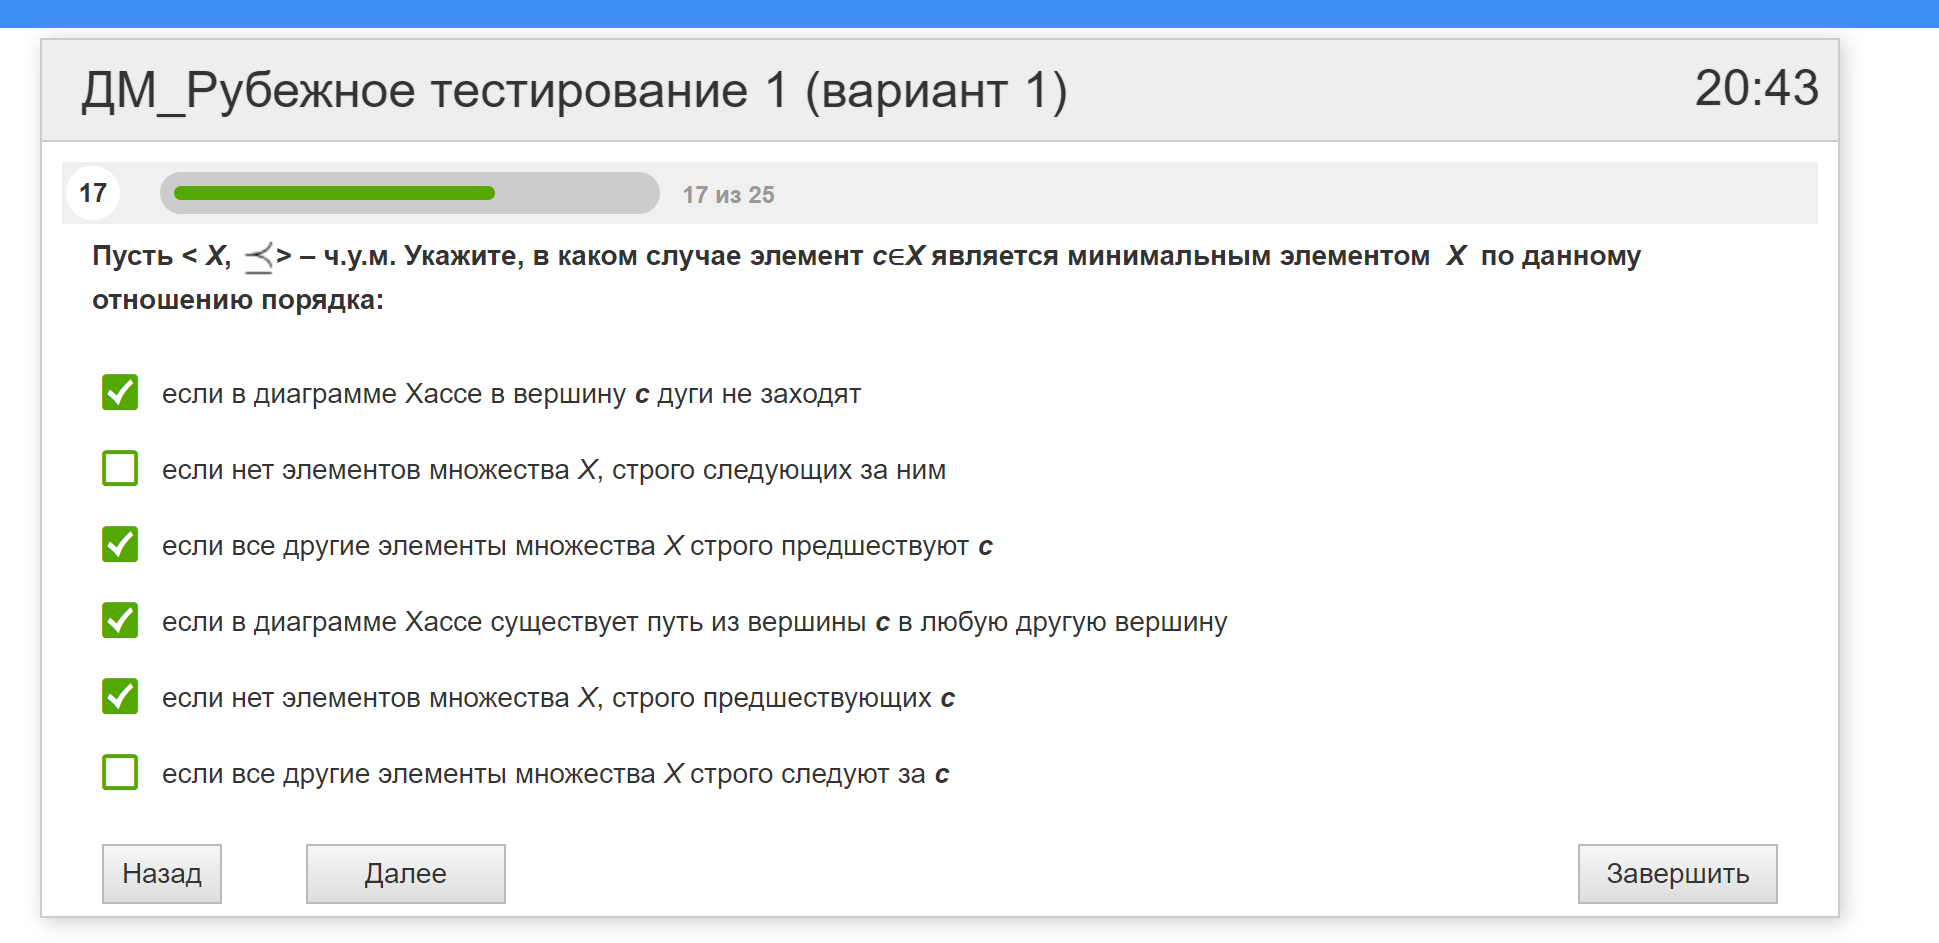 ДМ_Рубежное тестирование 1 (вариант 1)
20:43
17
17 из 25
Пусть < X, ⪯> – ч.у.м. Укажите, в каком случае элемент c∈X является минимальным элементом X по данному
отношению порядка:
если в диаграмме Хассе в вершину c дуги не заходят
если нет элементов множества X, строго следующих за ним
если все другие элементы множества X строго предшествуют c
если в диаграмме Хассе существует путь из вершины c в любую другую вершину
если нет элементов множества X, строго предшествующих c
если все другие элементы множества X строго следуют за c
Назад
Далее
Завершить